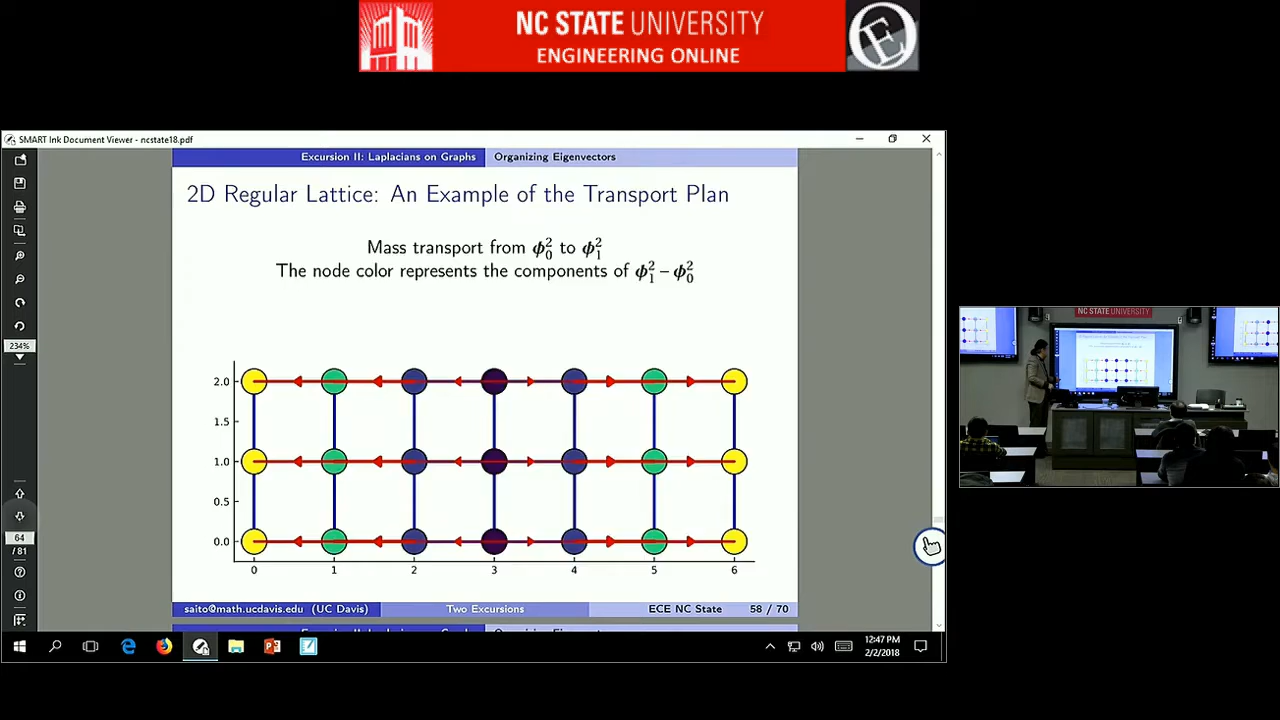 NC STATE UNIVERSITY
ENGINEERING ONLINE
E
SMART Ink Document Viewer - ncstate18.pdf
Excursion II: Laplacians on Graphs Organizing Eigenvectors
2D Regular Lattice: An Example of the Transport Plan
Mass transport from ϕ₀² to ϕ₁²
The node color represents the components of ϕ₁² – ϕ₀²
234%
2.0
1.5
1.0
0.5
0.0
0 1 2 3 4 5 6
64
/ 81
saito@math.ucdavis.edu (UC Davis) Two Excursions ECE NC State 58 / 70
12:47 PM
2/2/2018
NC STATE UNIVERSITY